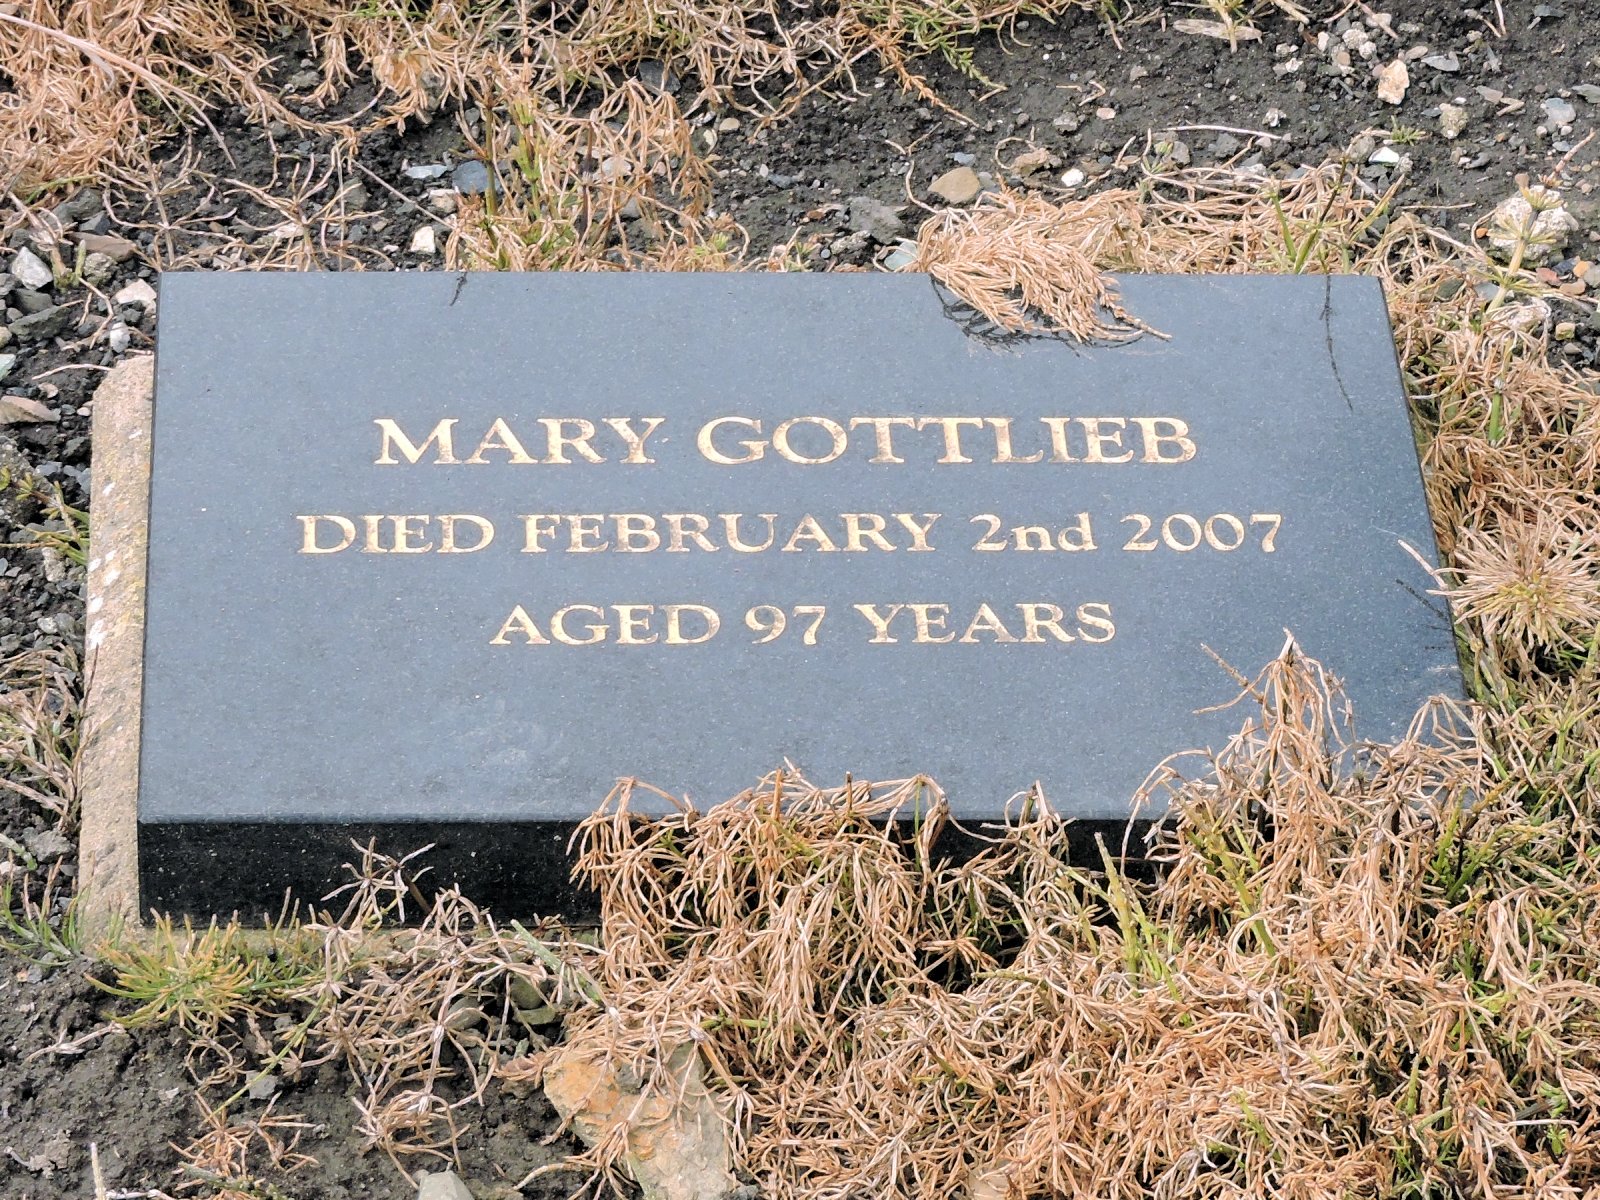 MARY GOTTLIEB
DIED FEBRUARY 2nd 2007
AGED 97 YEARS